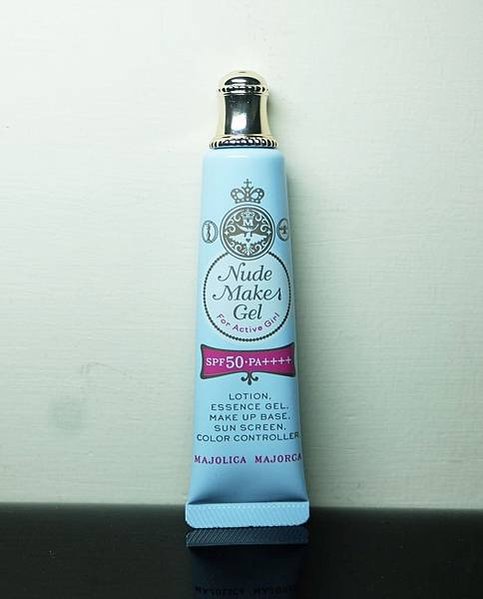 M
Nude
Make
Gel
For Active Girl
SPF50·PA++++
LOTION,
ESSENCE GEL,
MAKE UP BASE,
SUN SCREEN,
COLOR CONTROLLER
MAJOLICA MAJORCA